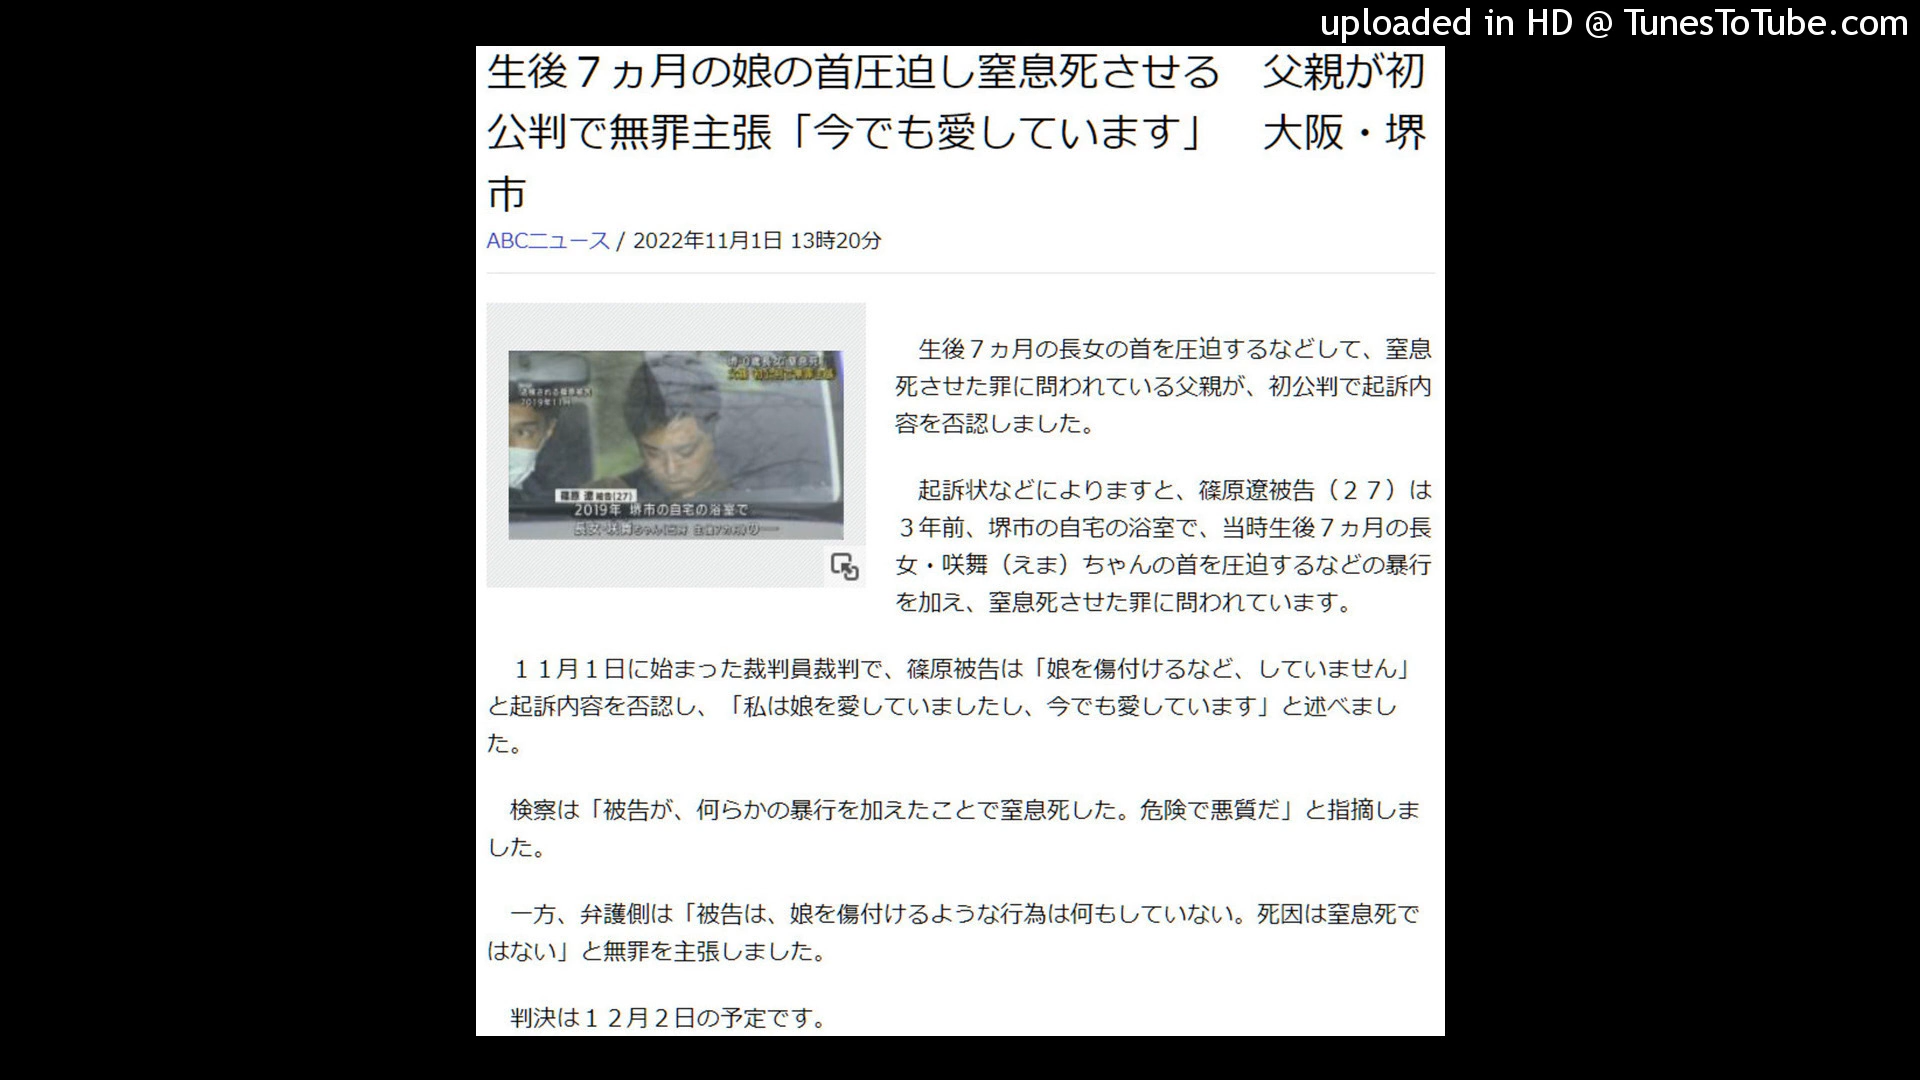 uploaded in HD @ TunesToTube.com
生後７ヵ月の娘の首圧迫し窒息死させる　父親が初
公判で無罪主張「今でも愛しています」　大阪・堺
市
ABCニュース / 2022年11月1日 13時20分
篠原 遼 被告(27)
2019年 堺市の自宅の浴室で
生後７ヵ月の長女の首を圧迫するなどして、窒息
死させた罪に問われている父親が、初公判で起訴内
容を否認しました。
起訴状などによりますと、篠原遼被告（２７）は
３年前、堺市の自宅の浴室で、当時生後７ヵ月の長
女・咲舞（えま）ちゃんの首を圧迫するなどの暴行
を加え、窒息死させた罪に問われています。
１１月１日に始まった裁判員裁判で、篠原被告は「娘を傷付けるなど、していません」
と起訴内容を否認し、「私は娘を愛していましたし、今でも愛しています」と述べまし
た。
検察は「被告が、何らかの暴行を加えたことで窒息死した。危険で悪質だ」と指摘しま
した。
一方、弁護側は「被告は、娘を傷付けるような行為は何もしていない。死因は窒息死で
はない」と無罪を主張しました。
判決は１２月２日の予定です。